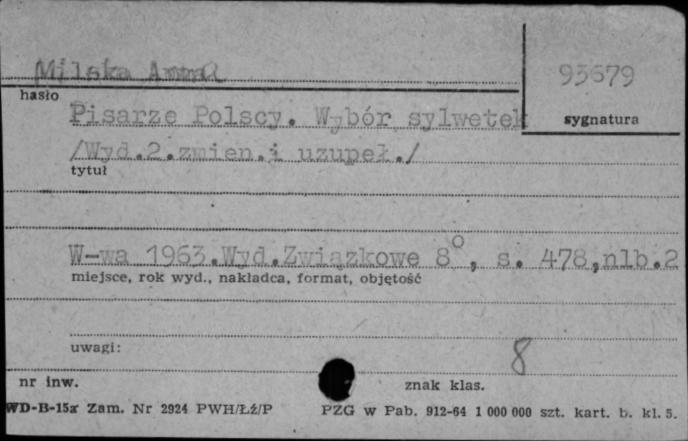 Milska Anna
93679
hasło
sygnatura
Pisarze Polscy. Wybór sylwetek
/Wyd.2.zmien.i uzupeł./
tytuł
W-wa 1963.Wyd.Związkowe 8°, s. 478,nlb.2
miejsce, rok wyd., nakładca, format, objętość
uwagi:
8
nr inw.
znak klas.
WD-B-15a Zam. Nr 2924 PWH/Łź/P PZG w Pab. 912-64 1 000 000 szt. kart. b. kl. 5.